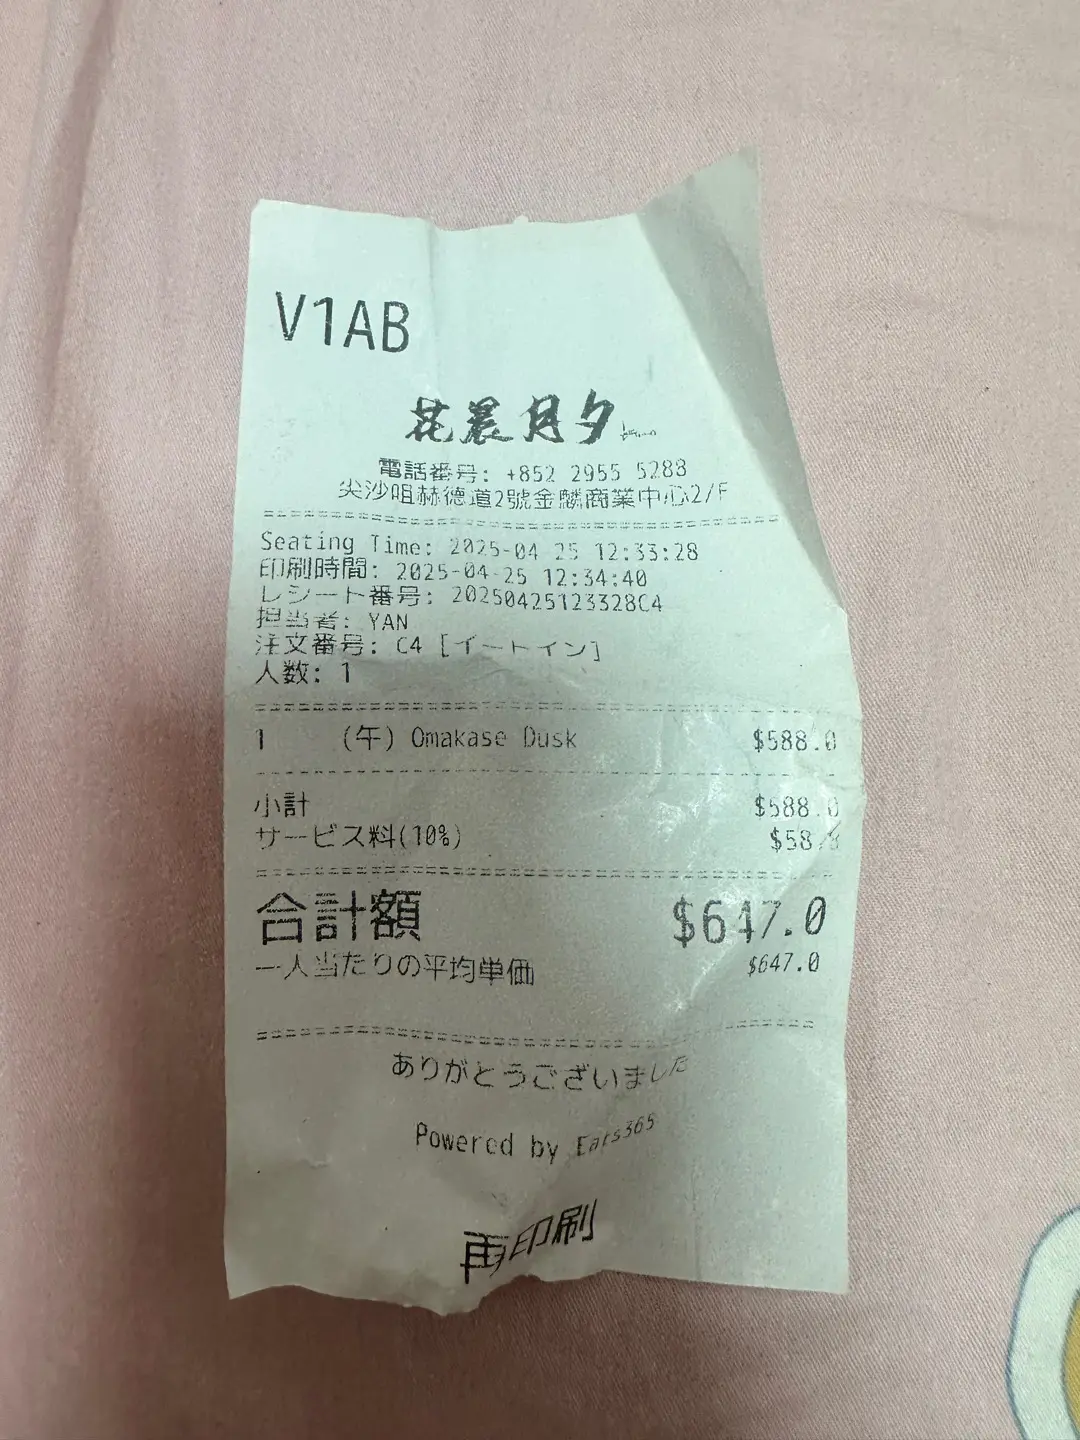 V1AB
花晨月夕
電話番号: +852 2955 5288
尖沙咀赫德道2號金麟商業中心2/F
Seating Time: 2025-04 25 12:33:28
印刷時間: 2025-04-25 12:34:40
レシート番号: 20250425123328C4
担当者: YAN
注文番号: C4 [イートイン]
人数: 1
1 (午) Omakase Dusk $588.0
小計 $588.0
サービス料(10%) $58.8
合計額 $647.0
一人当たりの平均単価 $647.0
ありがとうございました
Powered by Eats365
再印刷